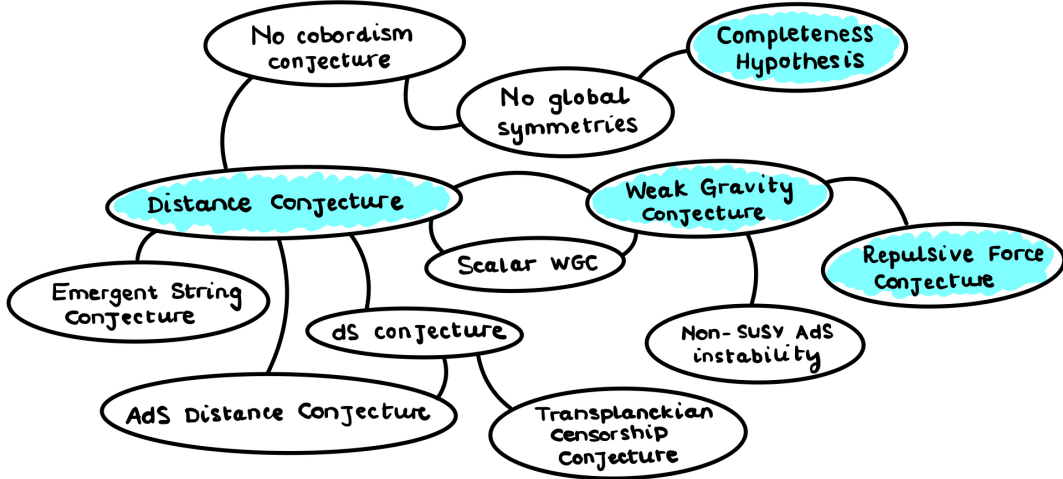 No cobordism
conjecture
Completeness
Hypothesis
No global
symmetries
Distance Conjecture
Weak Gravity
Conjecture
Scalar WGC
Repulsive Force
Conjecture
Emergent String
Conjecture
dS conjecture
Non-SUSY AdS
instability
AdS Distance Conjecture
Transplanckian
Censorship
Conjecture